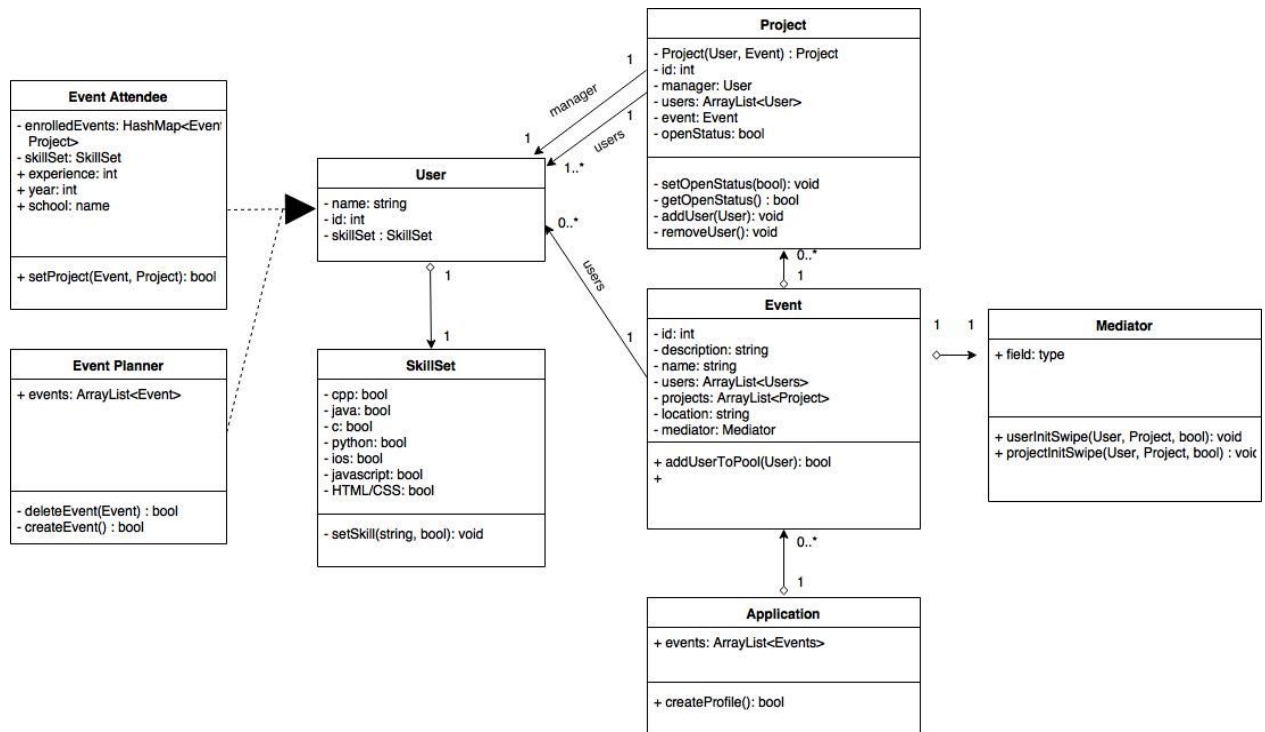 Event Attendee
- enrolledEvents: HashMap<Event
Project>
- skillSet: SkillSet
+ experience: int
+ year: int
+ school: name
+ setProject(Event, Project): bool
Event Planner
+ events: ArrayList<Event>
- deleteEvent(Event) : bool
- createEvent() : bool
User
- name: string
- id: int
- skillSet : SkillSet
1
1
SkillSet
- cpp: bool
- java: bool
- c: bool
- python: bool
- ios: bool
- javascript: bool
- HTML/CSS: bool
- setSkill(string, bool): void
1
manager
1
1
users
1..*
0..*
users
1
Project
- Project(User, Event) : Project
- id: int
- manager: User
- users: ArrayList<User>
- event: Event
- openStatus: bool
- setOpenStatus(bool): void
- getOpenStatus() : bool
- addUser(User): void
- removeUser(): void
0..*
1
Event
- id: int
- description: string
- name: string
- users: ArrayList<Users>
- projects: ArrayList<Project>
- location: string
- mediator: Mediator
+ addUserToPool(User): bool
+
1 1
Mediator
+ field: type
+ userInitSwipe(User, Project, bool): void
+ projectInitSwipe(User, Project, bool) : voic
0..*
1
Application
+ events: ArrayList<Events>
+ createProfile(): bool